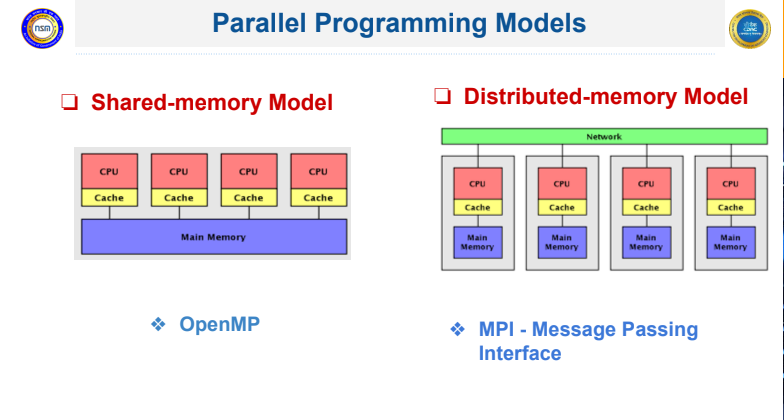 Parallel Programming Models
NSM
CDAC
❑ Shared-memory Model
CPU CPU CPU CPU
Cache Cache Cache Cache
Main Memory
❖ OpenMP
❑ Distributed-memory Model
Network
CPU CPU CPU CPU
Cache Cache Cache Cache
Main Main Main Main
Memory Memory Memory Memory
❖ MPI - Message Passing
Interface